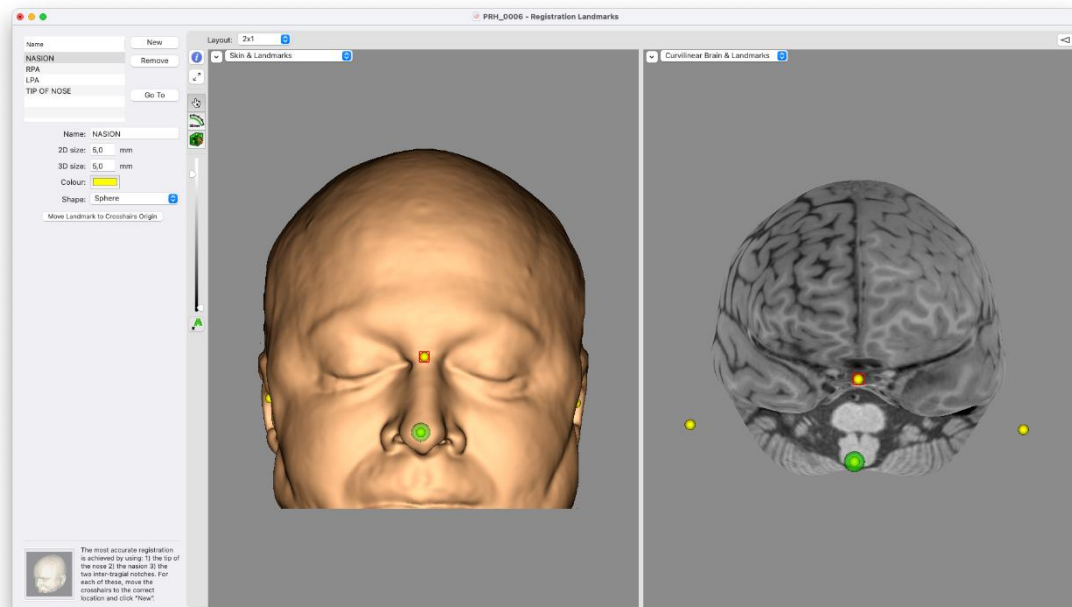 PRH_0006 - Registration Landmarks
Name
NASION
RPA
LPA
TIP OF NOSE
New
Remove
Go To
Name: NASION
2D size: 5,0 mm
3D size: 5,0 mm
Colour:
Shape: Sphere
Move Landmark to Crosshairs Origin
The most accurate registration
is achieved by using: 1) the tip of
the nose 2) the nasion 3) the
two inter-tragial notches. For
each of these, move the
crosshairs to the correct
location and click "New".
Layout: 2x1
Skin & Landmarks
Curvilinear Brain & Landmarks